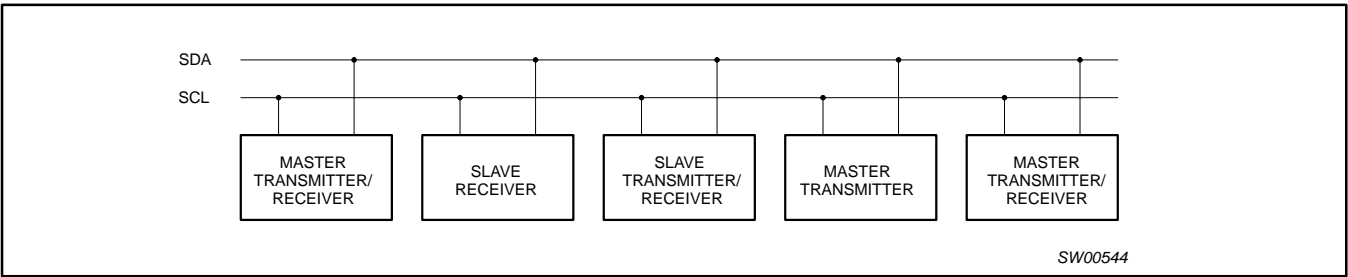 SDA
SCL
MASTER
TRANSMITTER/
RECEIVER
SLAVE
RECEIVER
SLAVE
TRANSMITTER/
RECEIVER
MASTER
TRANSMITTER
MASTER
TRANSMITTER/
RECEIVER
SW00544